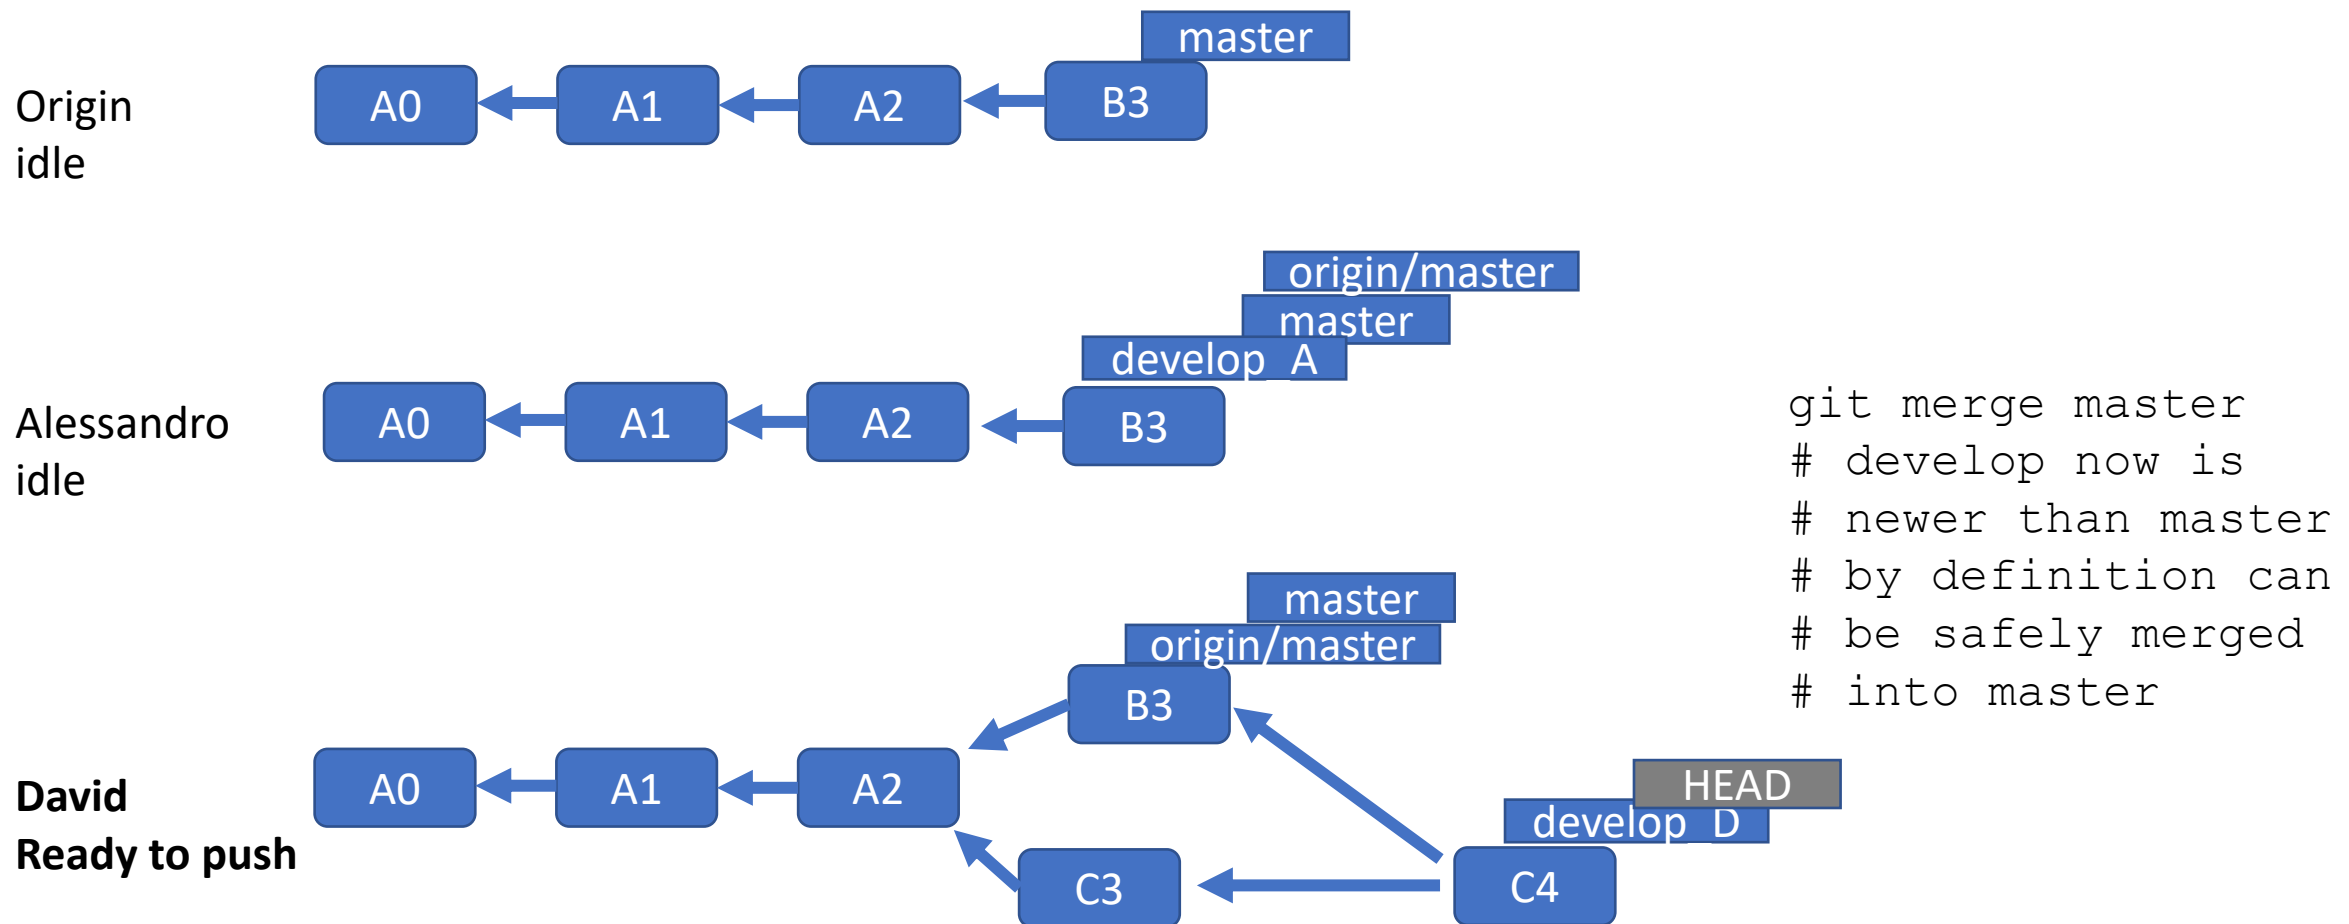 master
Origin
idle
A0
A1
A2
B3
origin/master
master
develop_A
Alessandro
idle
A0
A1
A2
B3
git merge master
# develop now is
# newer than master
# by definition can
# be safely merged
# into master
master
origin/master
B3
David
Ready to push
A0
A1
A2
HEAD
develop_D
C3
C4